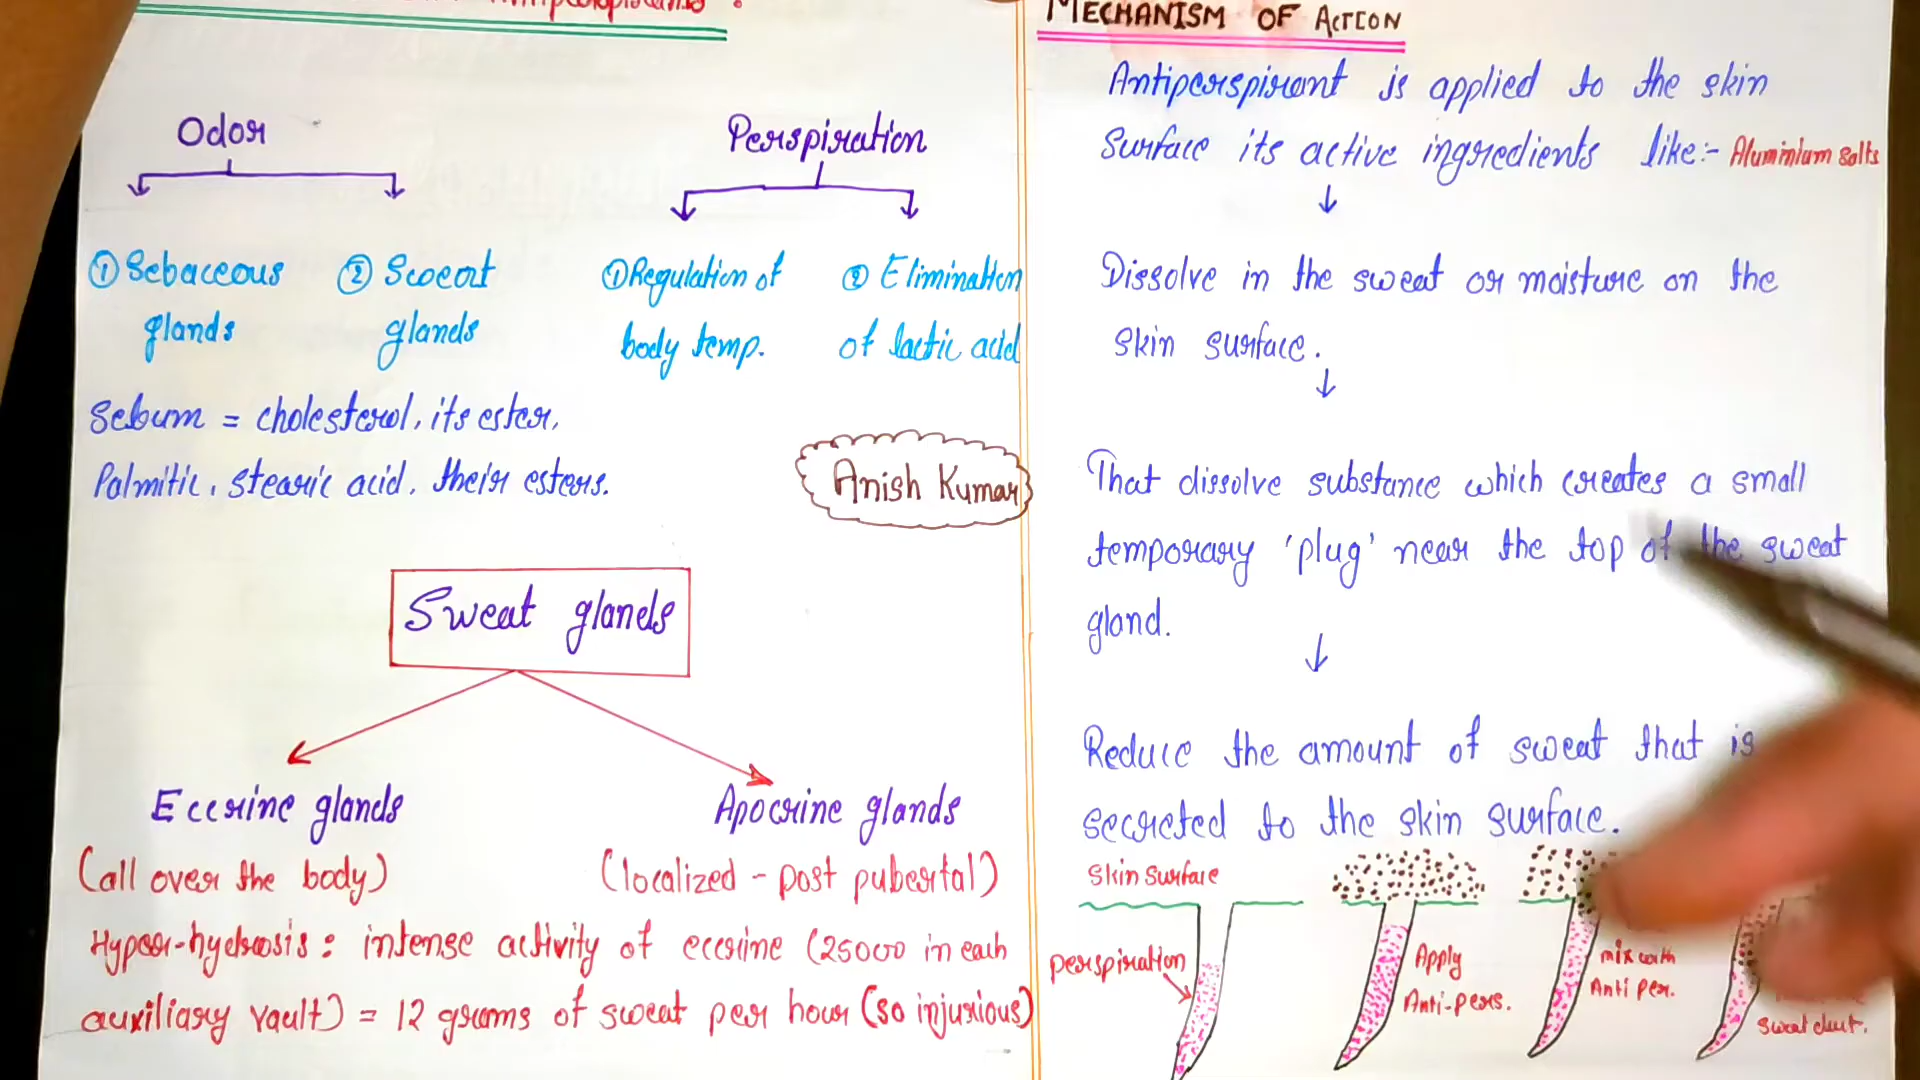 Odor
Perspiration
① Sebaceous glands
② Sweat glands
① Regulation of body temp.
② Elimination of lactic acid
Sebum = cholesterol, its ester,
Palmitic, stearic acid, their esters.
Anish Kumar
Sweat glands
Eccrine glands
(all over the body)
Apocrine glands
(localized - post pubertal)
Hyper-hydrosis: intense activity of eccrine (25000 in each
auxiliary vault) = 12 grams of sweat per hour (so injurious)
MECHANISM OF ACTION
Antiperspirant is applied to the skin
surface its active ingredients like:- Aluminium salts
↓
Dissolve in the sweat or moisture on the
skin surface.
↓
That dissolve substance which creates a small
temporary 'plug' near the top of the sweat
gland.
↓
Reduce the amount of sweat that is
secreted to the skin surface.
Skin surface
perspiration
Apply
Anti-pers.
mix with
Anti per.
sweat duct.